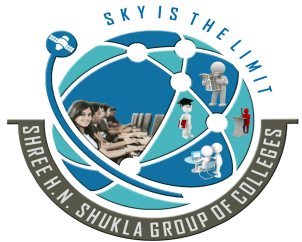 SKY IS THE LIMIT
SHREE H.N. SHUKLA GROUP OF COLLEGES